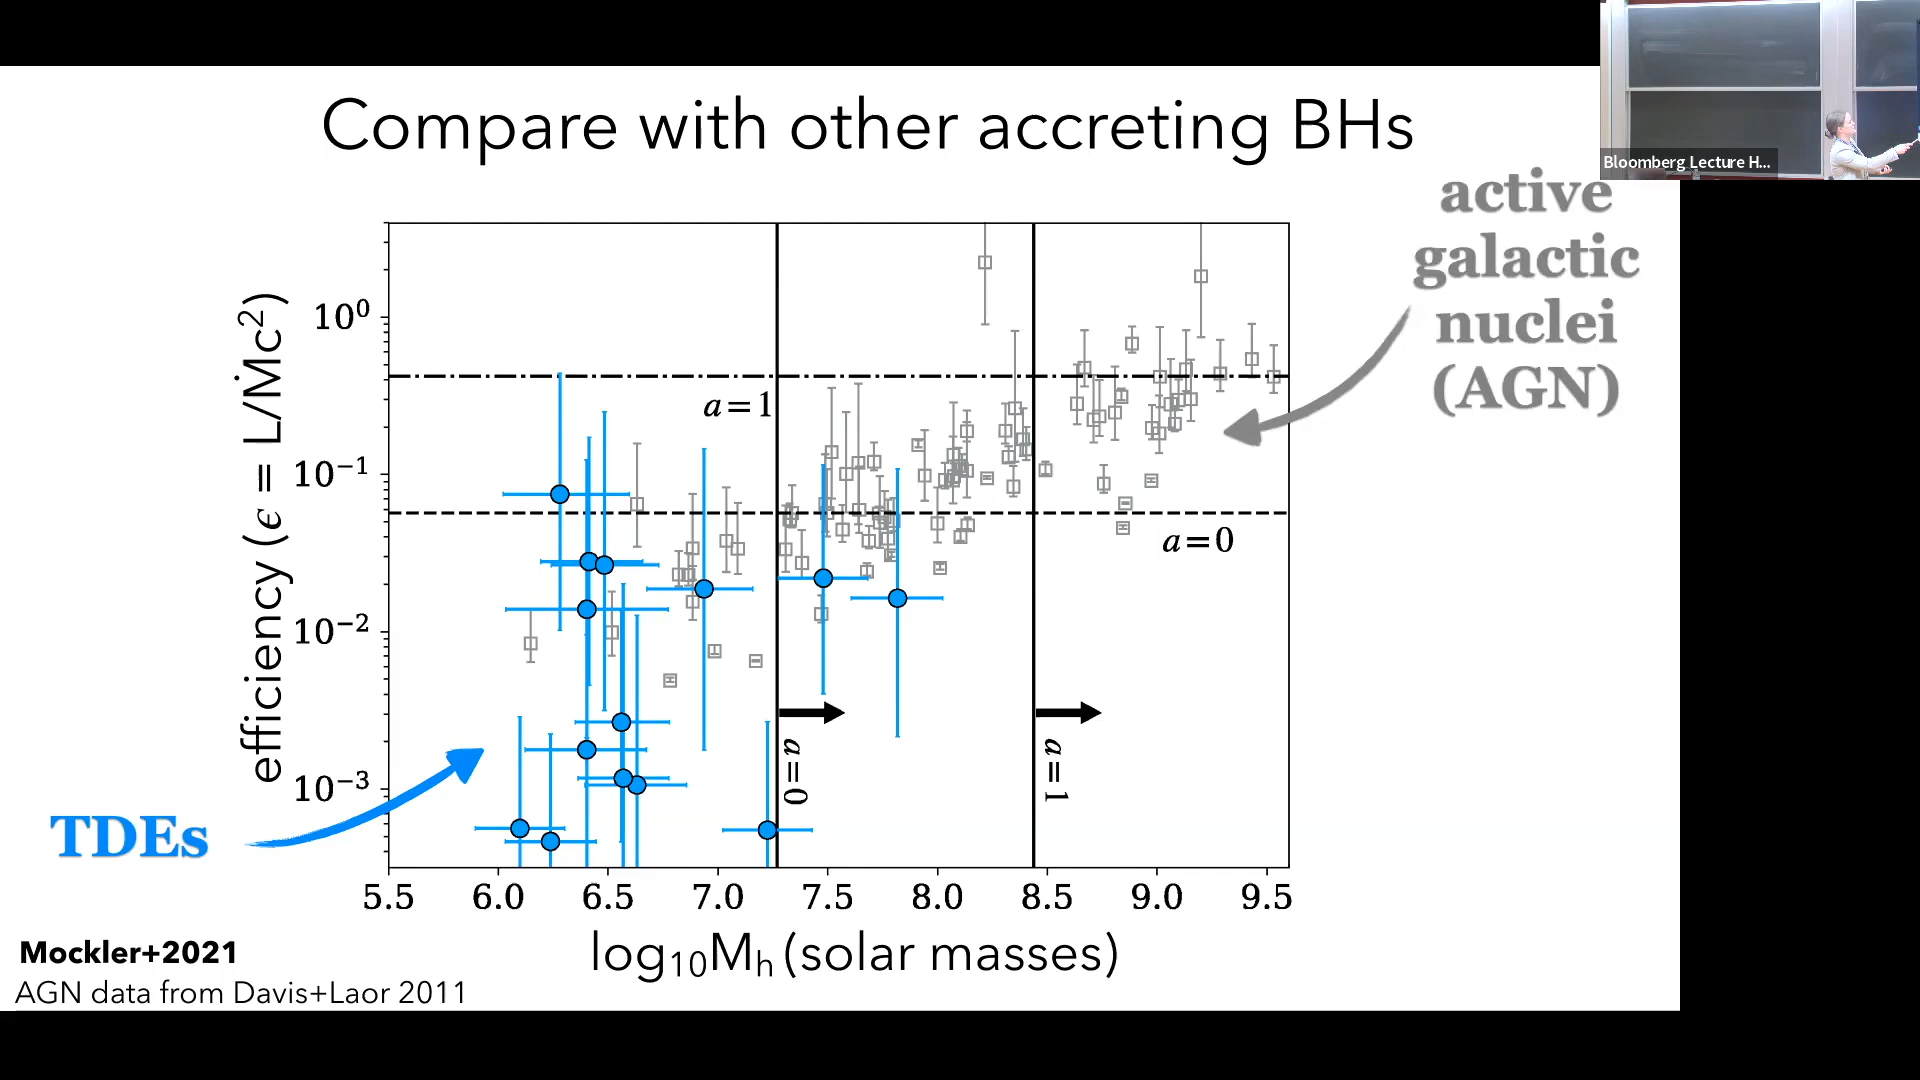 Compare with other accreting BHs
Bloomberg Lecture H...
active
galactic
nuclei
(AGN)
efficiency (ϵ = L/Ṁc²)
10⁰
10⁻¹
10⁻²
10⁻³
a=1
a=0
a=0
a=1
TDEs
5.5 6.0 6.5 7.0 7.5 8.0 8.5 9.0 9.5
log₁₀Mₕ (solar masses)
Mockler+2021
AGN data from Davis+Laor 2011